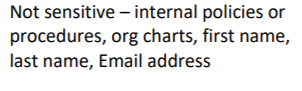 Not sensitive – internal policies or
procedures, org charts, first name,
last name, Email address